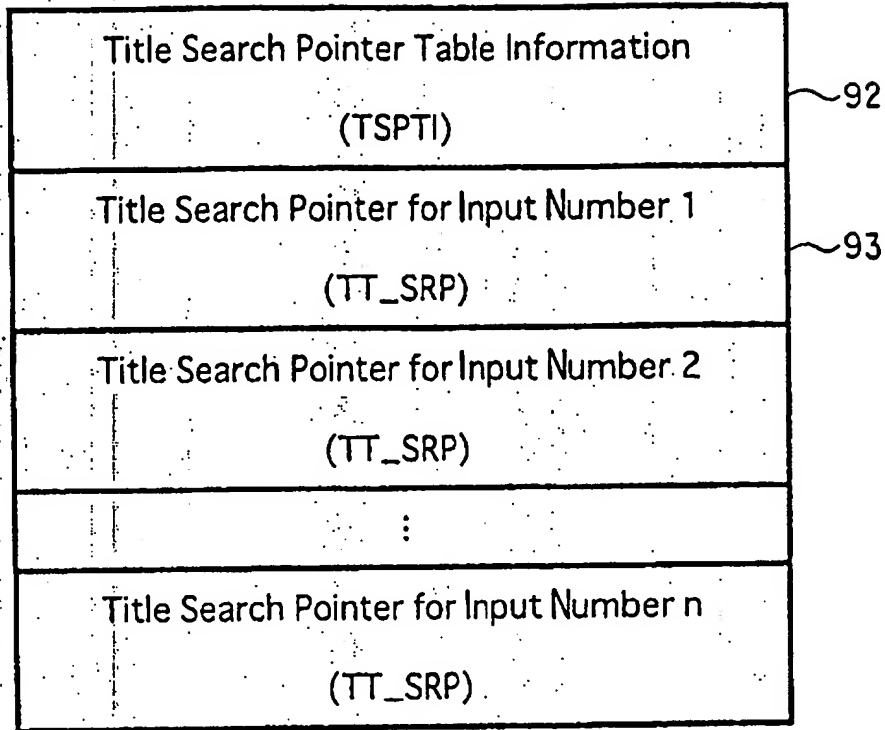 Title Search Pointer Table Information
(TSPTI)
92
Title Search Pointer for Input Number 1
(TT_SRP)
93
Title Search Pointer for Input Number 2
(TT_SRP)
⋮
Title Search Pointer for Input Number n
(TT_SRP)